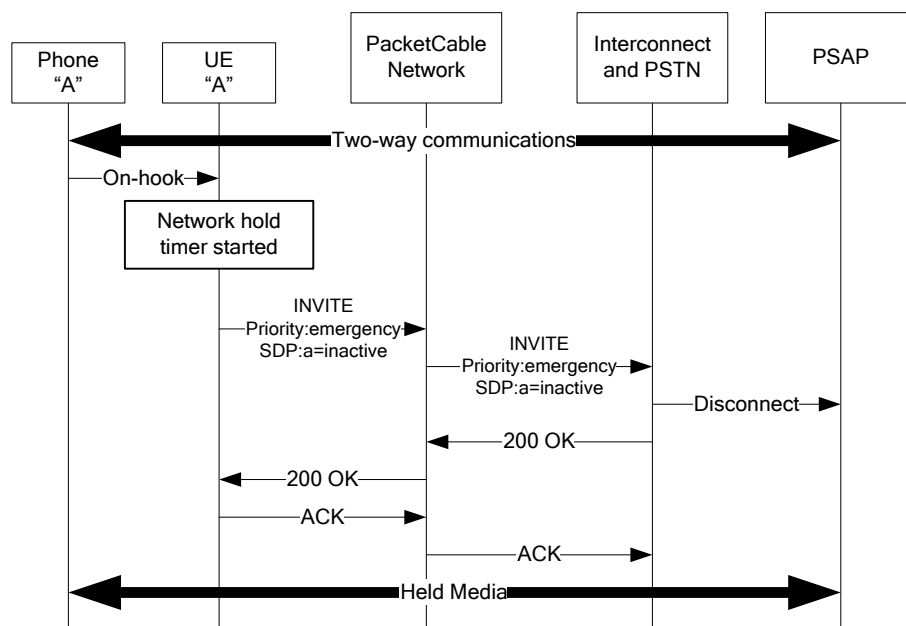 Phone
“A”
UE
“A”
PacketCable
Network
Interconnect
and PSTN
PSAP
Two-way communications
On-hook
Network hold
timer started
INVITE
Priority:emergency
SDP:a=inactive
INVITE
Priority:emergency
SDP:a=inactive
Disconnect
200 OK
200 OK
ACK
ACK
Held Media